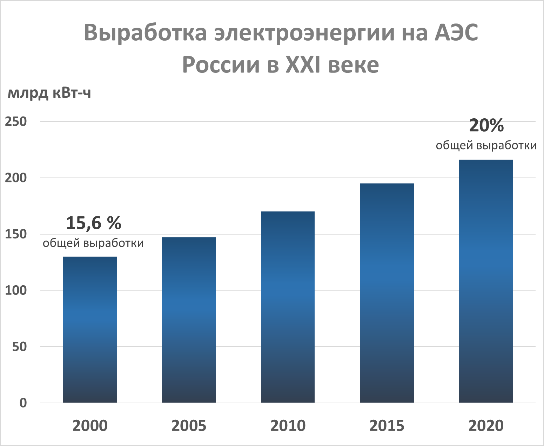 Выработка электроэнергии на АЭС
России в XXI веке
млрд кВт-ч
250
200
150
100
50
0
15,6 %
общей выработки
20%
общей выработки
2000
2005
2010
2015
2020